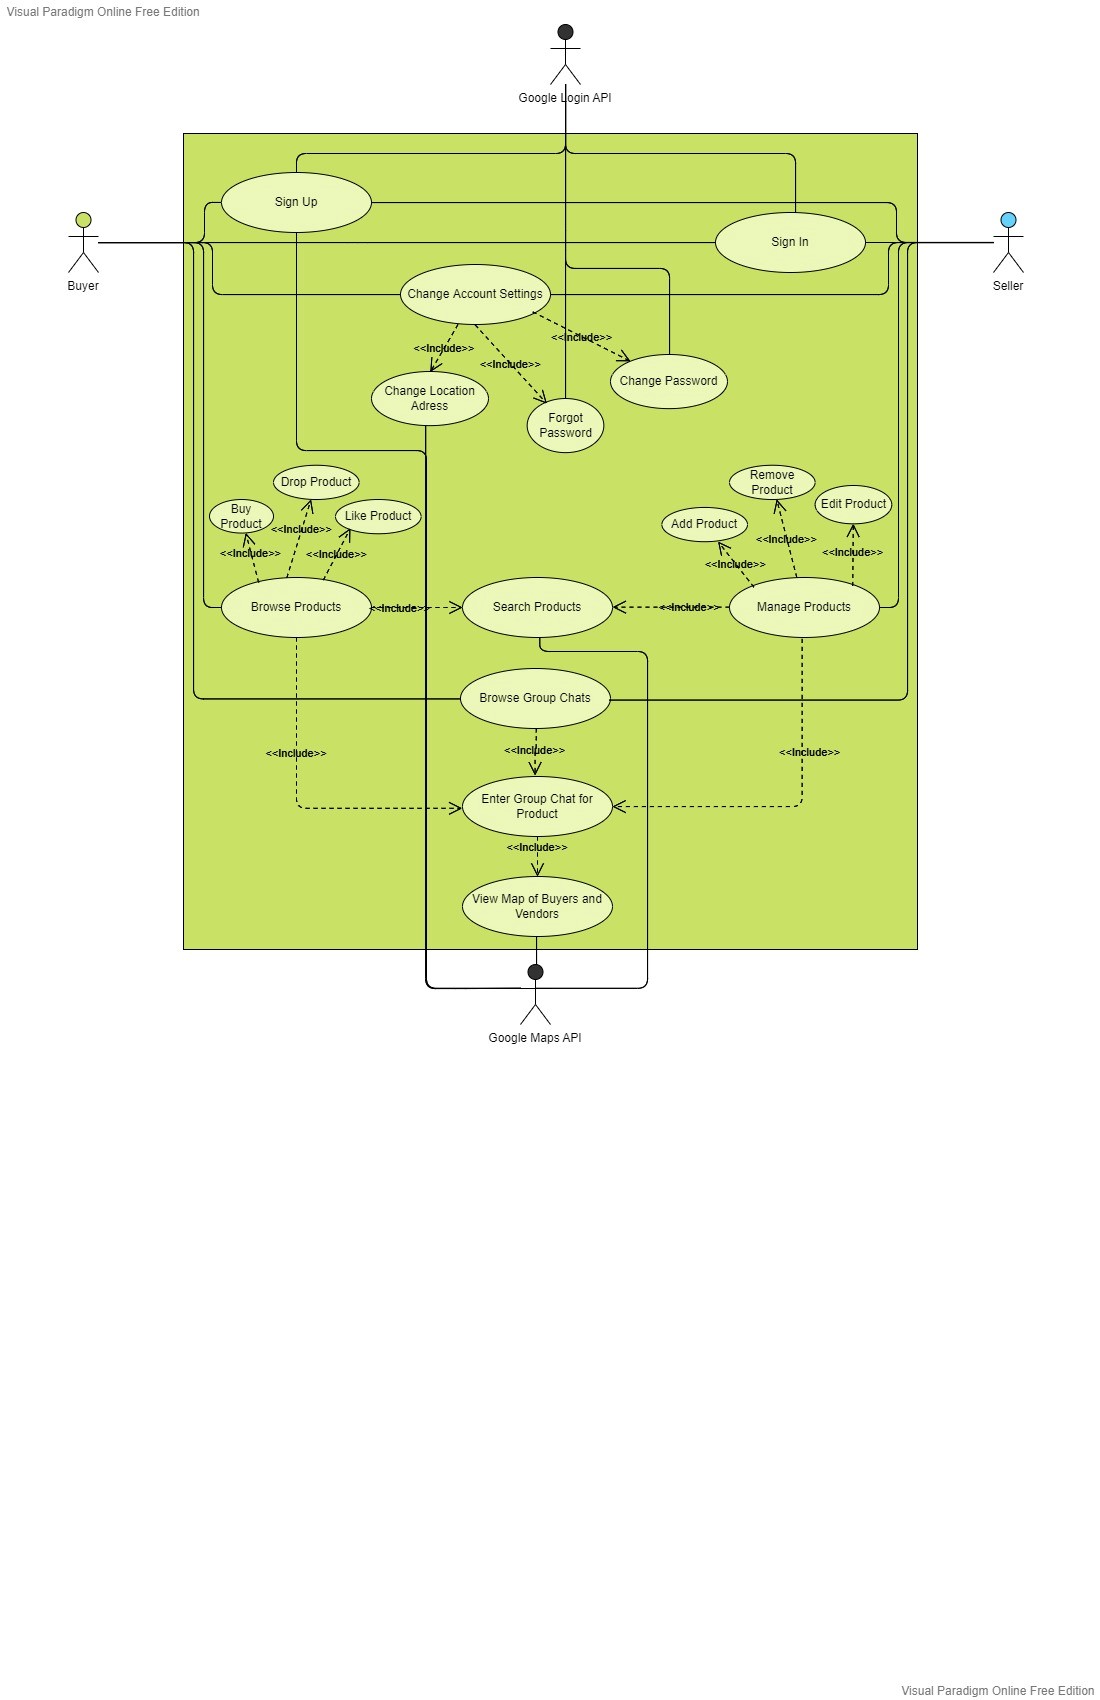 Visual Paradigm Online Free Edition
Google Login API
Sign Up
Sign In
Buyer
Seller
Change Account Settings
<<Include>>
<<Include>>
<<Include>>
Change Location
Adress
Change Password
Forgot
Password
Drop Product
Buy
Product
Like Product
<<Include>>
<<Include>>
<<Include>>
Remove
Product
Edit Product
Add Product
<<Include>>
<<Include>>
<<Include>>
Browse Products
<<Include>>
Search Products
<<Include>>
Manage Products
Browse Group Chats
<<Include>>
<<Include>>
<<Include>>
Enter Group Chat for
Product
<<Include>>
View Map of Buyers and
Vendors
Google Maps API
Visual Paradigm Online Free Edition